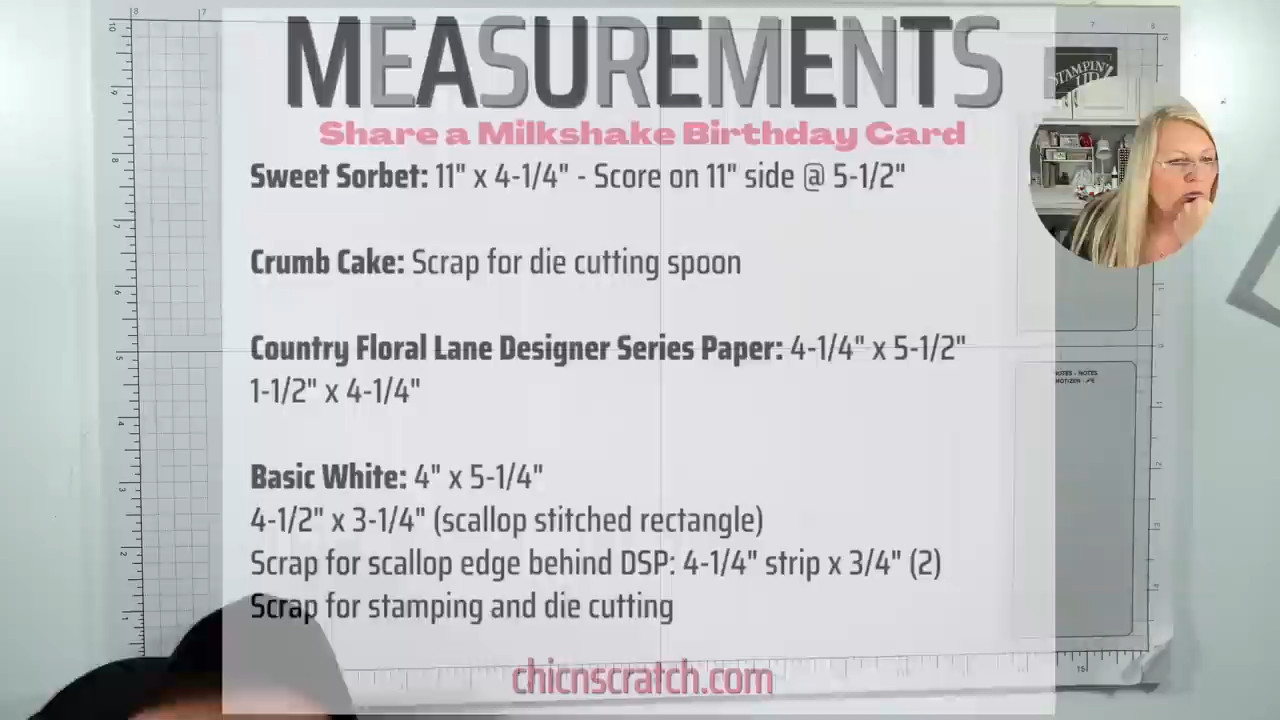 MEASUREMENTS
Share a Milkshake Birthday Card
Sweet Sorbet: 11" x 4-1/4" - Score on 11" side @ 5-1/2"
Crumb Cake: Scrap for die cutting spoon
Country Floral Lane Designer Series Paper: 4-1/4" x 5-1/2"
1-1/2" x 4-1/4"
Basic White: 4" x 5-1/4"
4-1/2" x 3-1/4" (scallop stitched rectangle)
Scrap for scallop edge behind DSP: 4-1/4" strip x 3/4" (2)
Scrap for stamping and die cutting
chicnscratch.com
STAMPIN' UP!
NOTES - NOTES